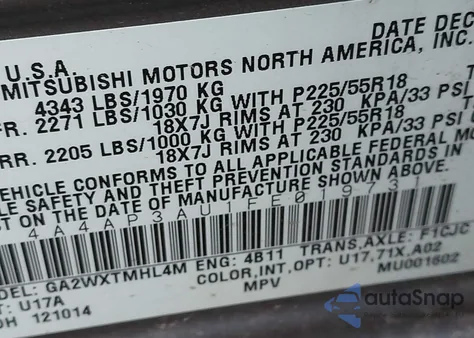 U.S.A. DATE DEC
MITSUBISHI MOTORS NORTH AMERICA, INC.
4343 LBS/1970 KG
FR. 2271 LBS/1030 KG WITH P225/55R18
18X7J RIMS AT 230 KPA/33 PSI
RR. 2205 LBS/1000 KG WITH P225/55R18
18X7J RIMS AT 230 KPA/33 PSI
VEHICLE CONFORMS TO ALL APPLICABLE FEDERAL
SAFETY AND THEFT PREVENTION STANDARDS IN
ON THE DATE OF MANUFACTURE SHOWN ABOVE.
4A4AP3AU1FE019731
DEL: GA2WXTMHL4M ENG: 4B11 TRANS,AXLE: F1CJC
T: U17A COLOR,INT,OPT: U17,71X,A02
OH 121014 MPV MU001602
autoSnap